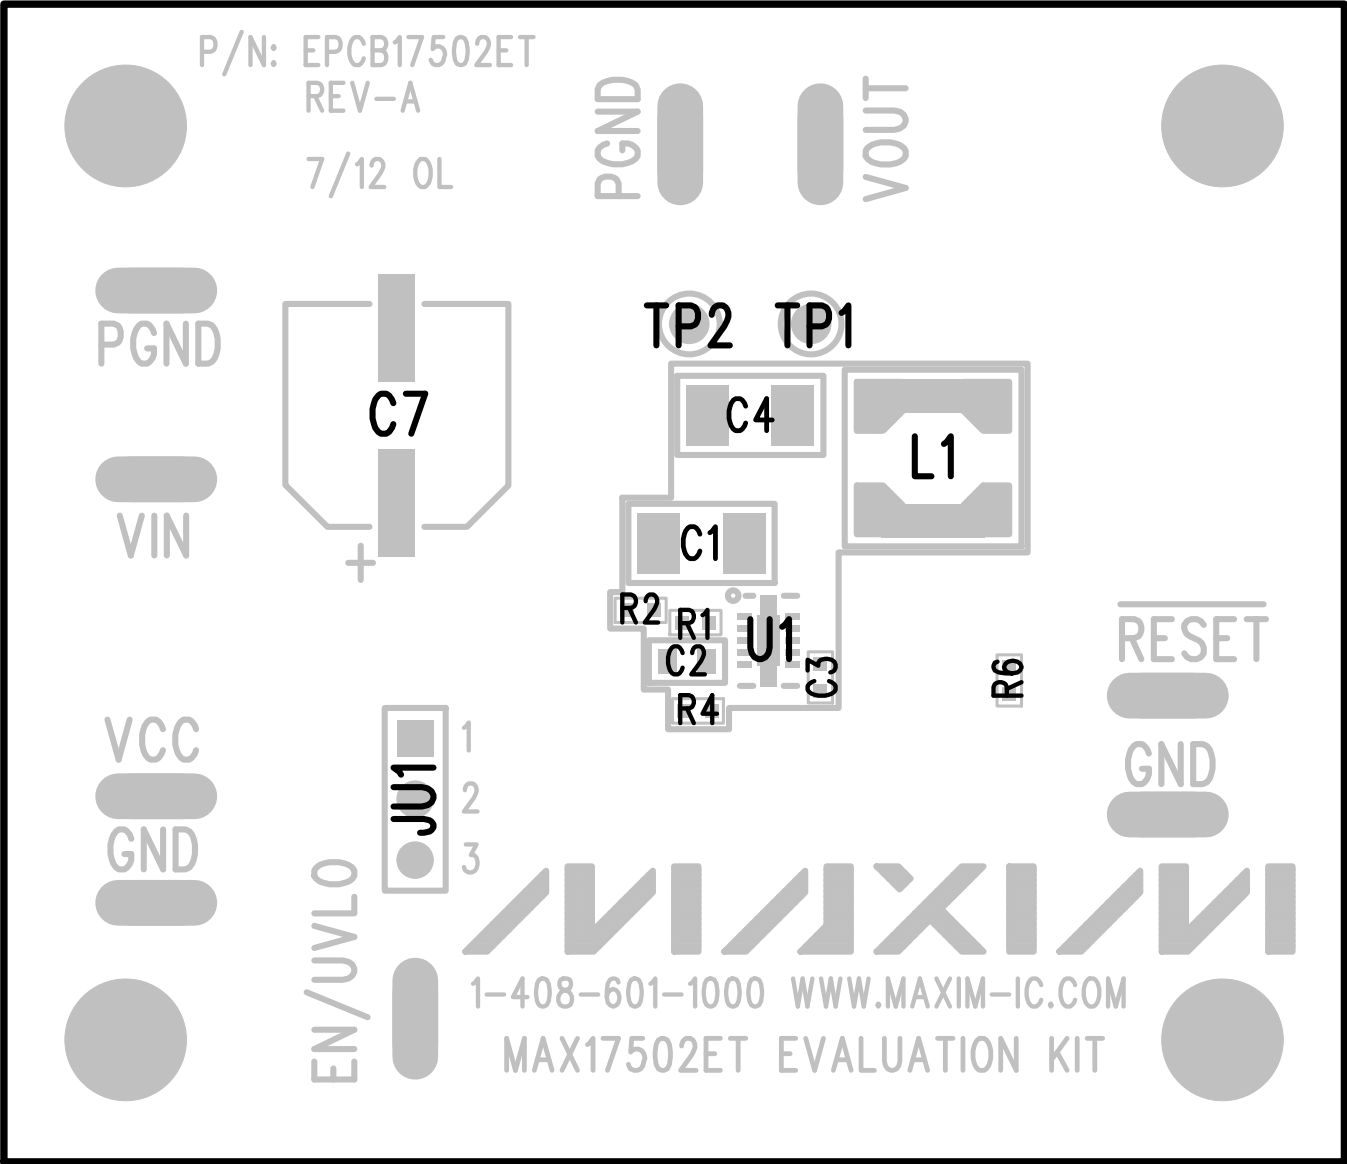 P/N: EPCB17502ET
REV-A
7/12 OL
PGND
VOUT
PGND
VIN
TP2
TP1
C7
C4
L1
C1
+
R2
R1
U1
C2
C3
R4
R6
RESET
GND
VCC
GND
JU1
1
2
3
EN/UVLO
MAXIM
1-408-601-1000 WWW.MAXIM-IC.COM
MAX17502ET EVALUATION KIT